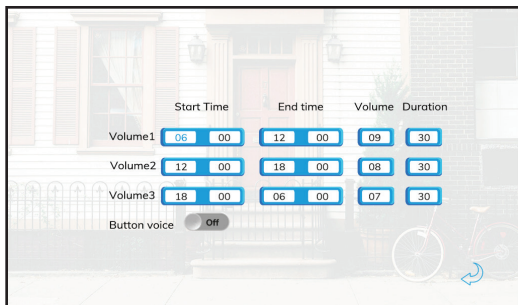 Start Time End time Volume Duration
Volume1 06 00 12 00 09 30
Volume2 12 00 18 00 08 30
Volume3 18 00 06 00 07 30
Button voice Off